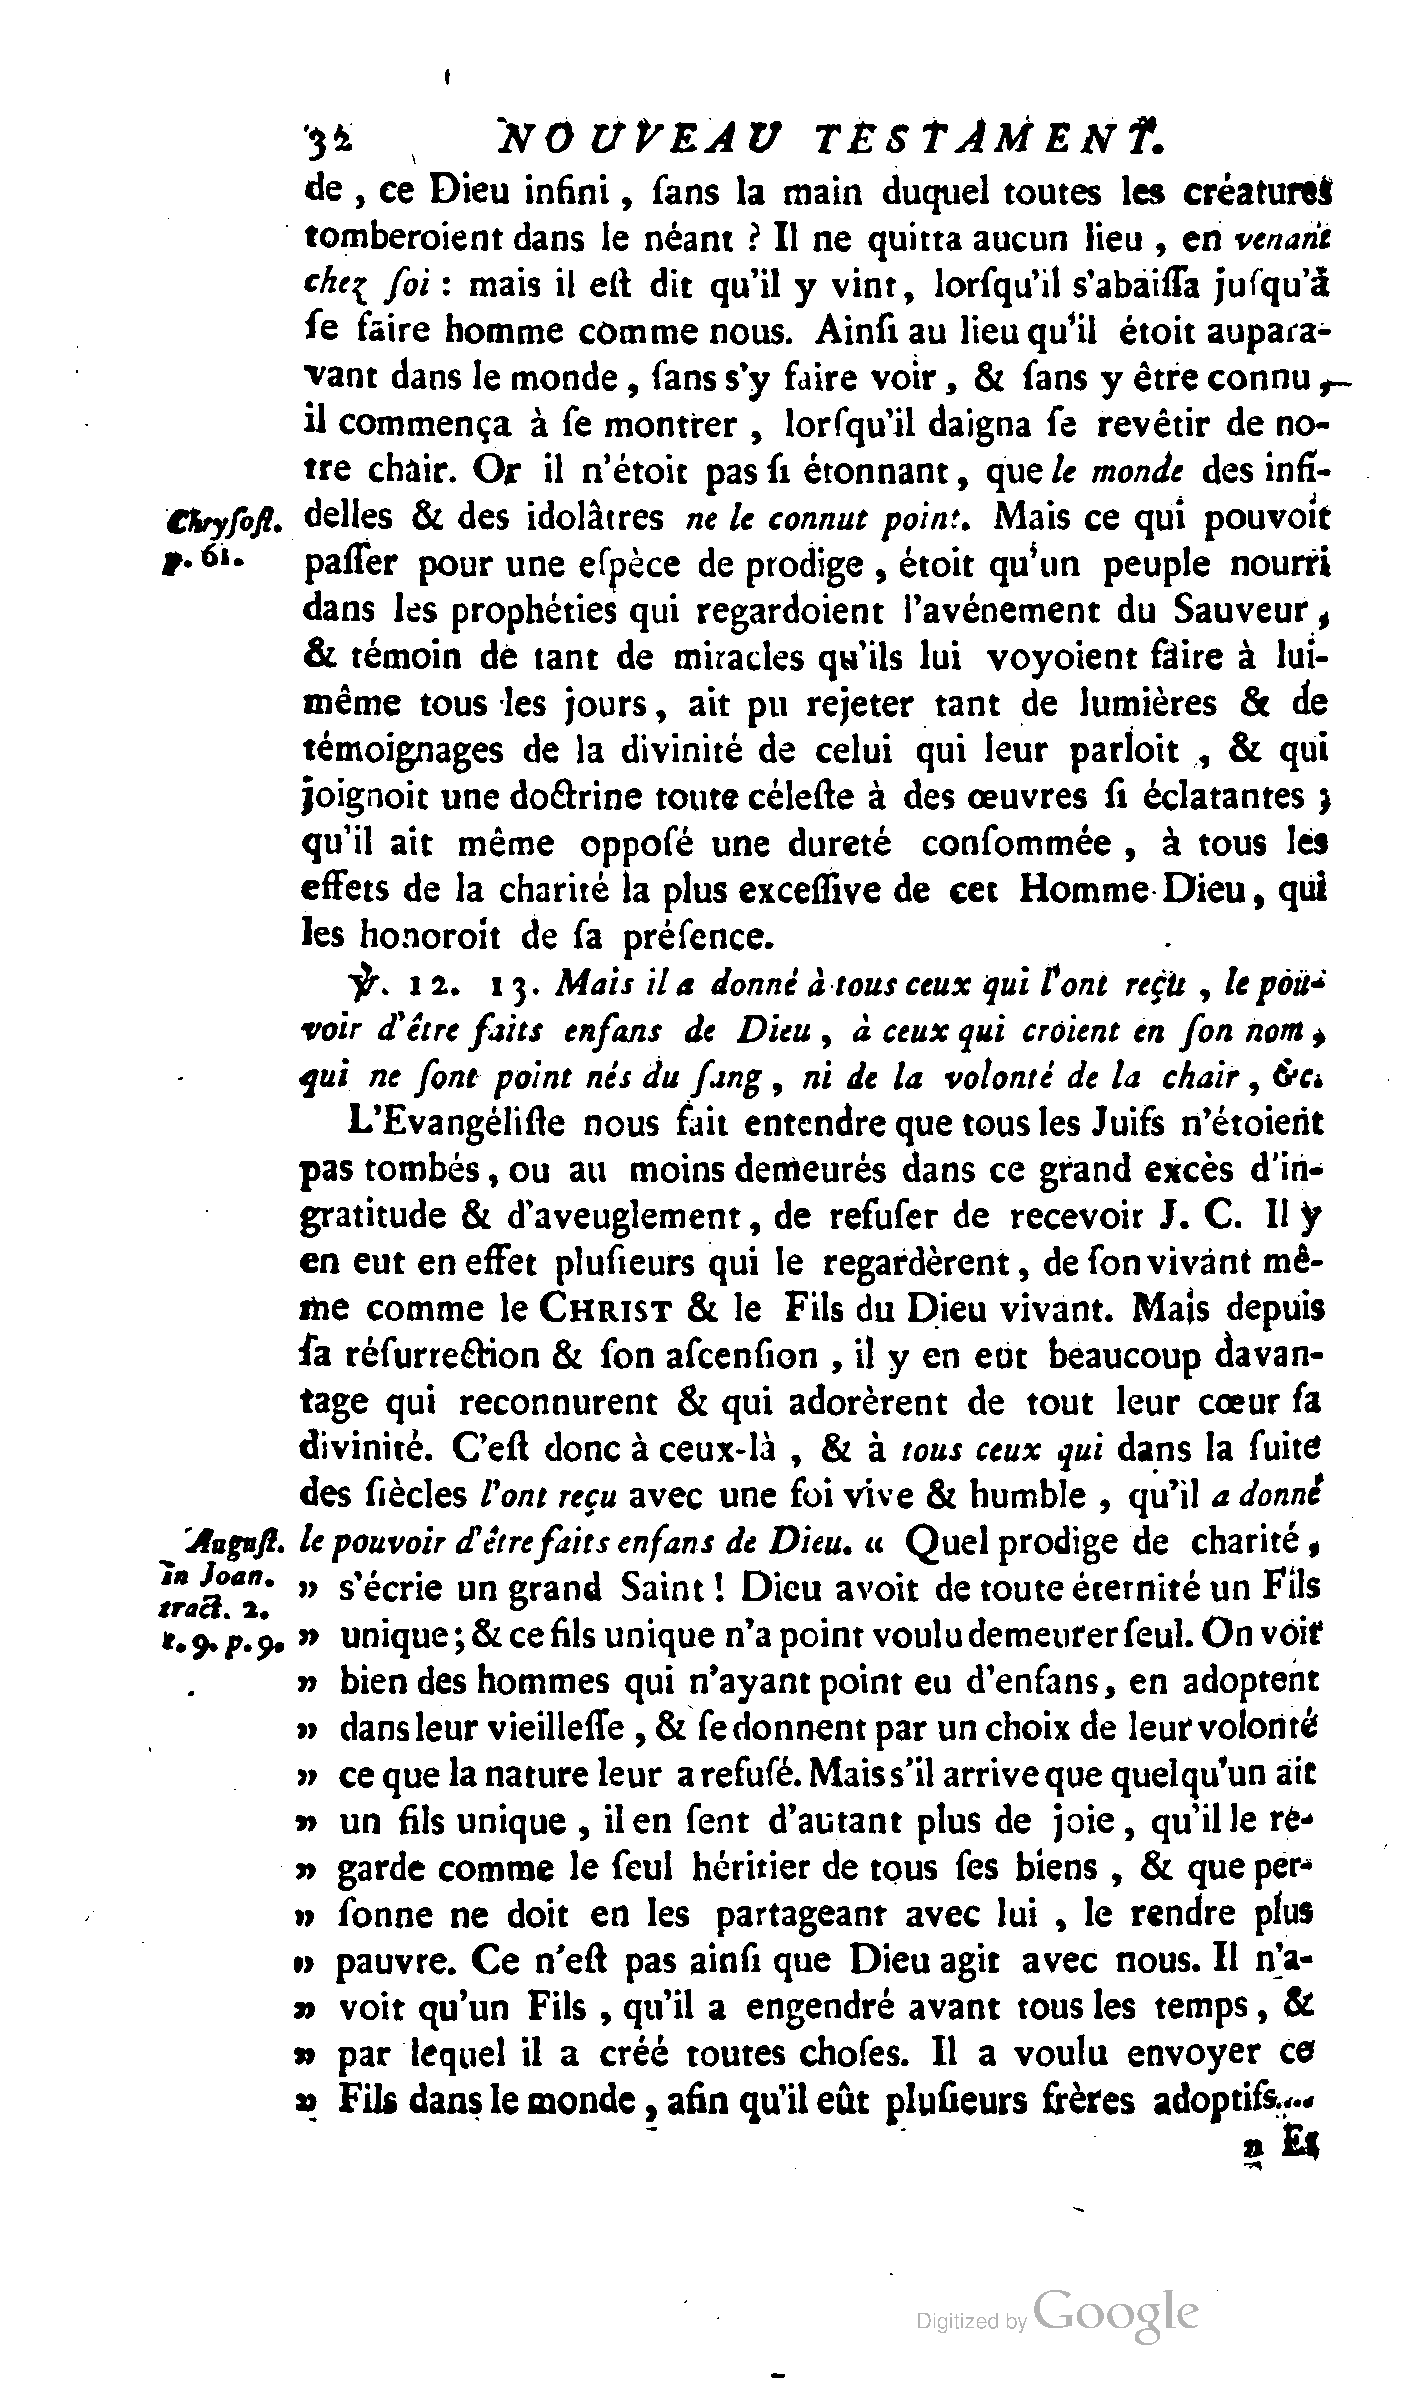 32 NOUVEAU TESTAMENT.
de , ce Dieu infini , ſans la main duquel toutes les créatures
tomberoient dans le néant ? Il ne quitta aucun lieu , en venant
chez ſoi : mais il eſt dit qu'il y vint, lorſqu'il s'abaiſſa juſqu'à
ſe faire homme comme nous. Ainſi au lieu qu'il étoit aupara-
vant dans le monde , ſans s'y faire voir, & ſans y être connu ,
il commença à ſe montrer , lorſqu'il daigna ſe revêtir de no-
tre chair. Or il n'étoit pas ſi étonnant, que le monde des infi-
Chryſoſt.
p. 61.
delles & des idolâtres ne le connut point. Mais ce qui pouvoit
paſſer pour une eſpèce de prodige , étoit qu'un peuple nourri
dans les prophéties qui regardoient l'avénement du Sauveur,
& témoin de tant de miracles qu'ils lui voyoient faire à lui-
même tous les jours, ait pu rejeter tant de lumières & de
témoignages de la divinité de celui qui leur parloit , & qui
joignoit une doctrine toute céleſte à des œuvres ſi éclatantes ;
qu'il ait même oppoſé une dureté conſommée , à tous les
effets de la charité la plus exceſſive de cet Homme-Dieu, qui
les honoroit de ſa préſence.
℣. 12. 13. Mais il a donné à tous ceux qui l'ont reçu , le pou-
voir d'être faits enfans de Dieu, à ceux qui croient en ſon nom,
qui ne ſont point nés du ſang , ni de la volonté de la chair , &c.
L'Evangéliſte nous fait entendre que tous les Juifs n'étoient
pas tombés, ou au moins demeurés dans ce grand excès d'in-
gratitude & d'aveuglement, de refuſer de recevoir J. C. Il y
en eut en effet pluſieurs qui le regardèrent, de ſon vivant mê-
me comme le CHRIST & le Fils du Dieu vivant. Mais depuis
ſa réſurrection & ſon aſcenſion , il y en eut beaucoup davan-
tage qui reconnurent & qui adorèrent de tout leur cœur ſa
divinité. C'eſt donc à ceux-là , & à tous ceux qui dans la ſuite
des ſiècles l'ont reçu avec une foi vive & humble , qu'il a donné
Auguſt.
in Joan.
tract. 2.
t. 9. p. 9.
le pouvoir d'être faits enfans de Dieu. « Quel prodige de charité,
» s'écrie un grand Saint ! Dieu avoit de toute éternité un Fils
» unique ; & ce fils unique n'a point voulu demeurer ſeul. On voit
» bien des hommes qui n'ayant point eu d'enfans, en adoptent
» dans leur vieilleſſe , & ſe donnent par un choix de leur volonté
» ce que la nature leur a refuſé. Mais s'il arrive que quelqu'un ait
» un fils unique , il en ſent d'autant plus de joie, qu'il le re-
» garde comme le ſeul héritier de tous ſes biens , & que per-
» ſonne ne doit en les partageant avec lui , le rendre plus
» pauvre. Ce n'eſt pas ainſi que Dieu agit avec nous. Il n'a-
» voit qu'un Fils , qu'il a engendré avant tous les temps, &
» par lequel il a créé toutes choſes. Il a voulu envoyer ce
» Fils dans le monde , afin qu'il eût pluſieurs frères adoptifs....
» Et
Digitized by Google